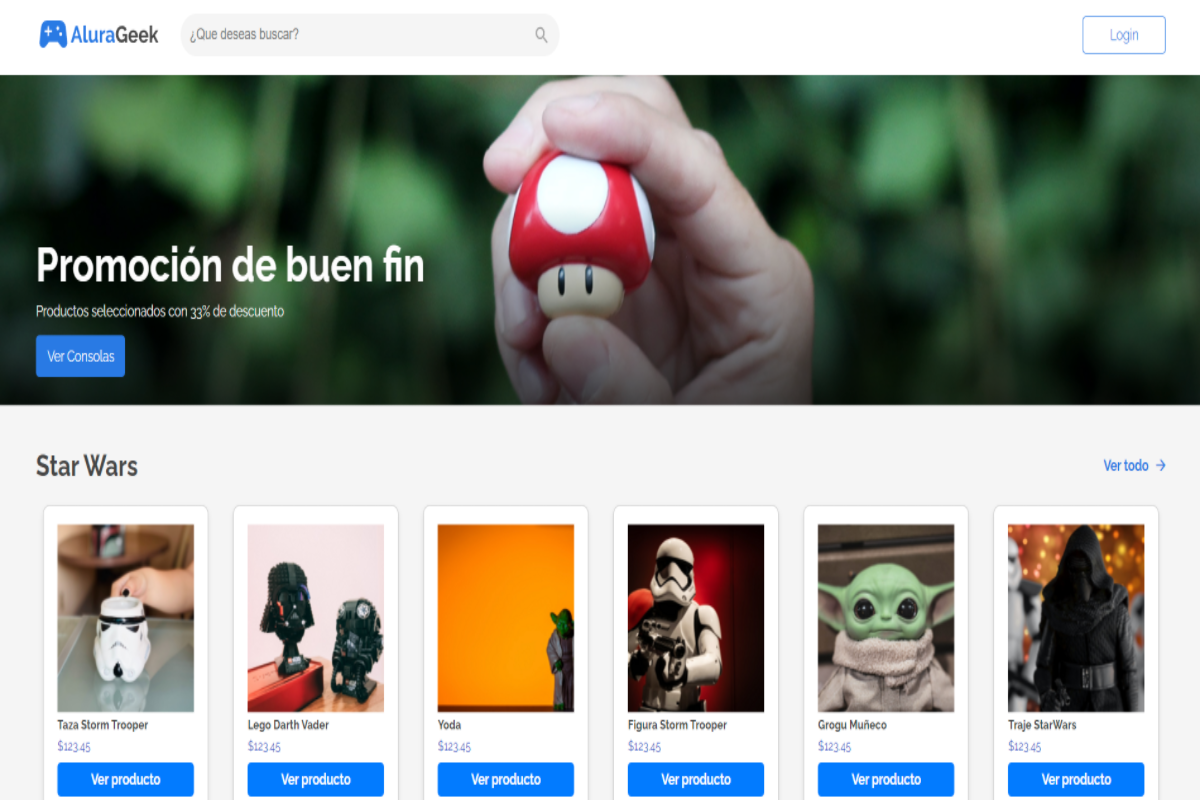 AluraGeek
¿Que deseas buscar?
Login
Promoción de buen fin
Productos seleccionados con 33% de descuento
Ver Consolas
Star Wars
Ver todo
Taza Storm Trooper
$123.45
Ver producto
Lego Darth Vader
$123.45
Ver producto
Yoda
$123.45
Ver producto
Figura Storm Trooper
$123.45
Ver producto
Grogu Muñeco
$123.45
Ver producto
Traje StarWars
$123.45
Ver producto